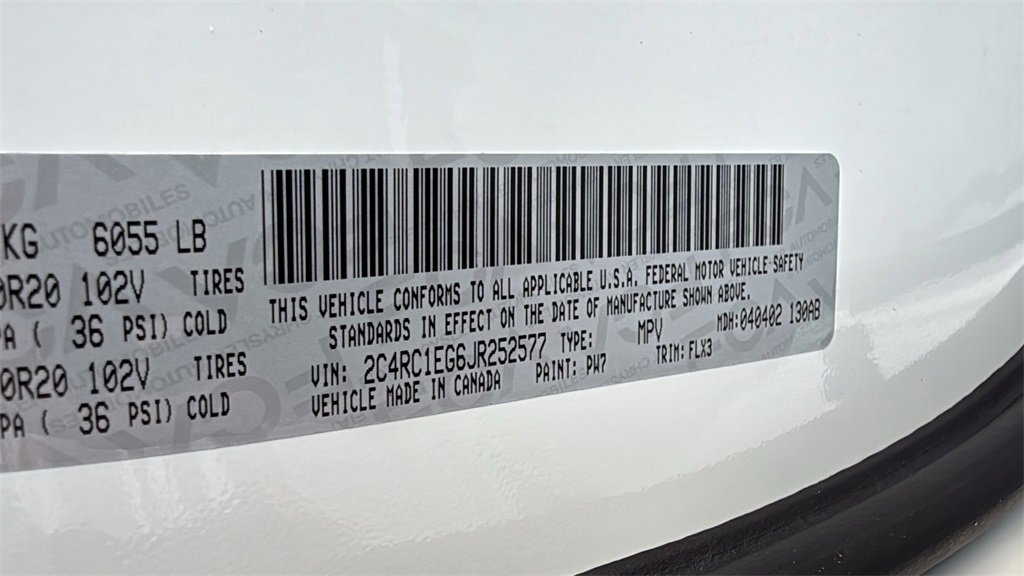 KG 6055 LB
0R20 102V TIRES
PA ( 36 PSI) COLD
0R20 102V TIRES
PA ( 36 PSI) COLD
THIS VEHICLE CONFORMS TO ALL APPLICABLE U.S.A. FEDERAL MOTOR VEHICLE SAFETY
STANDARDS IN EFFECT ON THE DATE OF MANUFACTURE SHOWN ABOVE.
MDH:040402 130AB
VIN: 2C4RC1EG6JR252577 TYPE: MPV
VEHICLE MADE IN CANADA PAINT: PW7 TRIM: FLX3